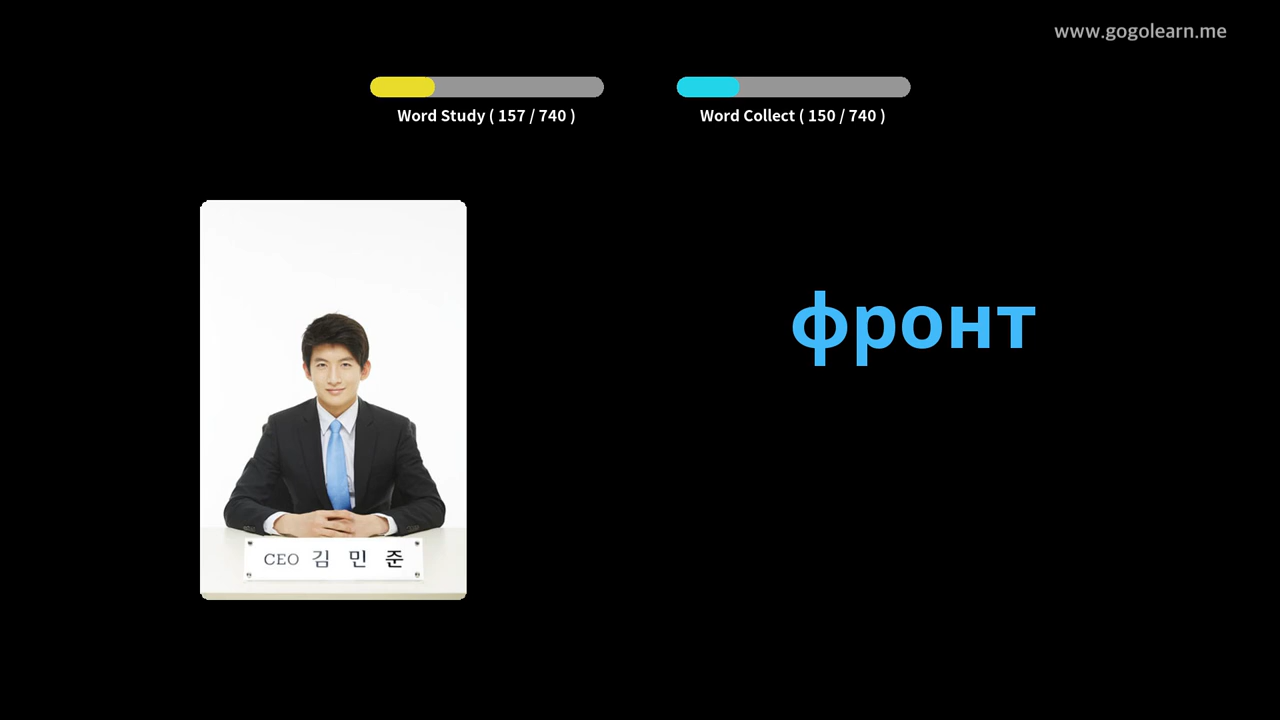 www.gogolearn.me
Word Study ( 157 / 740 )
Word Collect ( 150 / 740 )
фронт
CEO 김 민 준